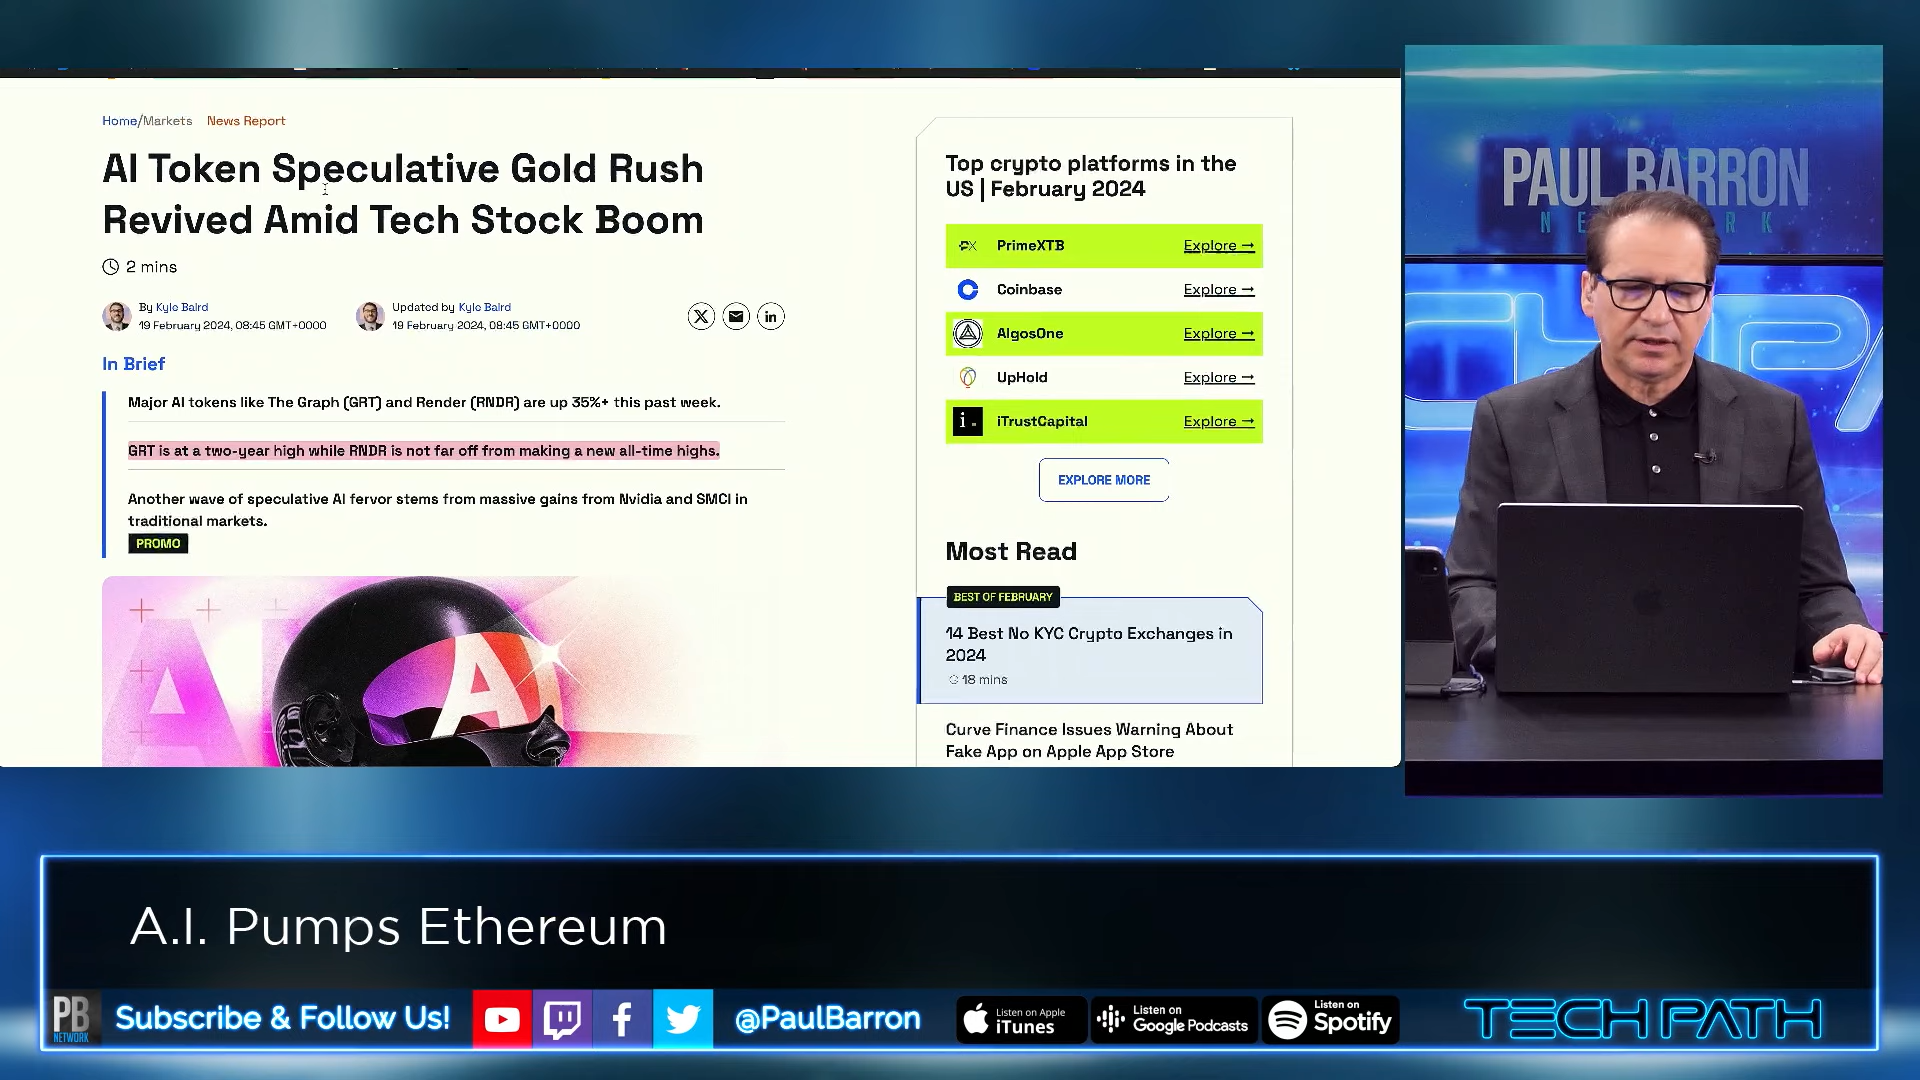 Home/Markets News Report
AI Token Speculative Gold Rush
Revived Amid Tech Stock Boom
2 mins
By Kyle Baird
19 February 2024, 08:45 GMT+0000
Updated by Kyle Baird
19 February 2024, 08:45 GMT+0000
In Brief
Major AI tokens like The Graph (GRT) and Render (RNDR) are up 35%+ this past week.
GRT is at a two-year high while RNDR is not far off from making a new all-time highs.
Another wave of speculative AI fervor stems from massive gains from Nvidia and SMCI in
traditional markets.
PROMO
AI
AI
Top crypto platforms in the
US | February 2024
PrimeXTB Explore →
Coinbase Explore →
AlgosOne Explore →
UpHold Explore →
iTrustCapital Explore →
EXPLORE MORE
Most Read
BEST OF FEBRUARY
14 Best No KYC Crypto Exchanges in
2024
18 mins
Curve Finance Issues Warning About
Fake App on Apple App Store
PAUL BARRON
NETWORK
A.I. Pumps Ethereum
PB
NETWORK
Subscribe & Follow Us!
@PaulBarron
Listen on Apple
iTunes
Listen on
Google Podcasts
Listen on
Spotify
TECH PATH